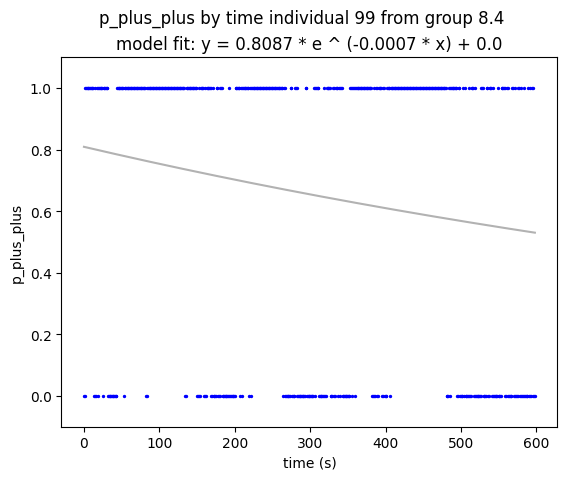 p_plus_plus by time individual 99 from group 8.4
model fit: y = 0.8087 * e ^ (-0.0007 * x) + 0.0
1.0
0.8
0.6
0.4
0.2
0.0
p_plus_plus
0 100 200 300 400 500 600
time (s)